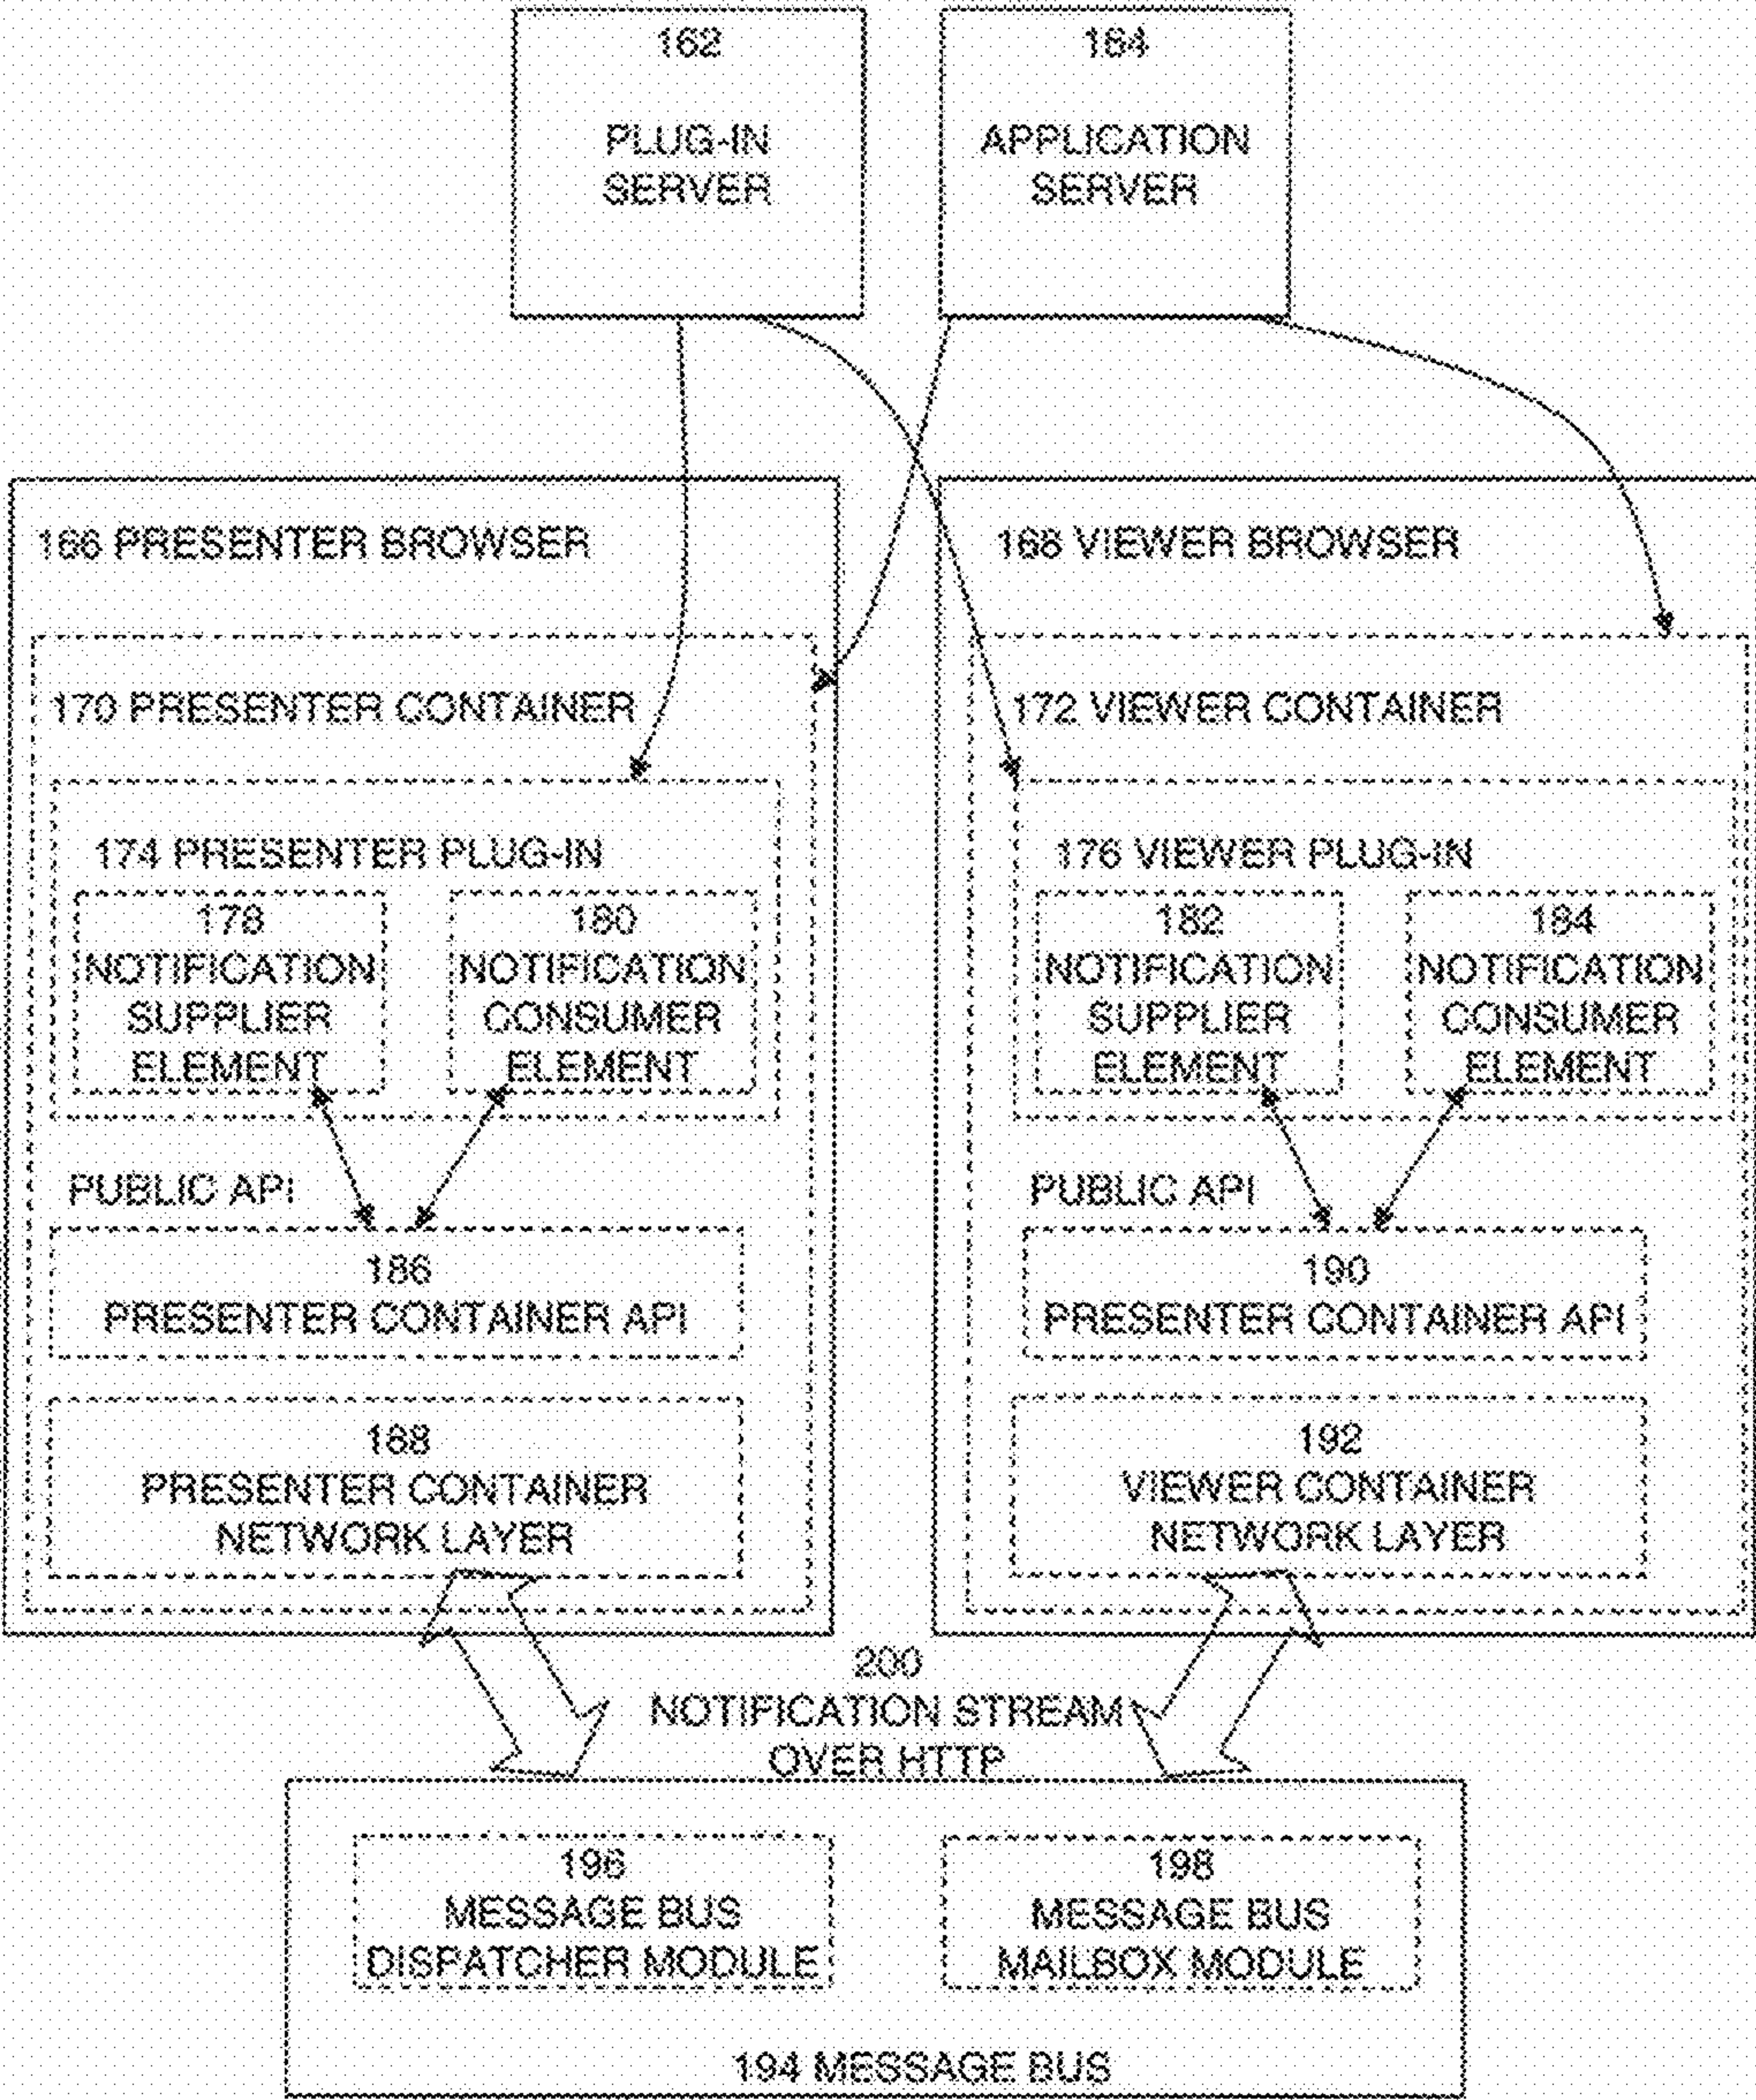 162
PLUG-IN
SERVER
164
APPLICATION
SERVER
166 PRESENTER BROWSER
170 PRESENTER CONTAINER
174 PRESENTER PLUG-IN
178
NOTIFICATION
SUPPLIER
ELEMENT
180
NOTIFICATION
CONSUMER
ELEMENT
PUBLIC API
186
PRESENTER CONTAINER API
188
PRESENTER CONTAINER
NETWORK LAYER
168 VIEWER BROWSER
172 VIEWER CONTAINER
176 VIEWER PLUG-IN
182
NOTIFICATION
SUPPLIER
ELEMENT
184
NOTIFICATION
CONSUMER
ELEMENT
PUBLIC API
190
PRESENTER CONTAINER API
192
VIEWER CONTAINER
NETWORK LAYER
200
NOTIFICATION STREAM
OVER HTTP
196
MESSAGE BUS
DISPATCHER MODULE
198
MESSAGE BUS
MAILBOX MODULE
194 MESSAGE BUS